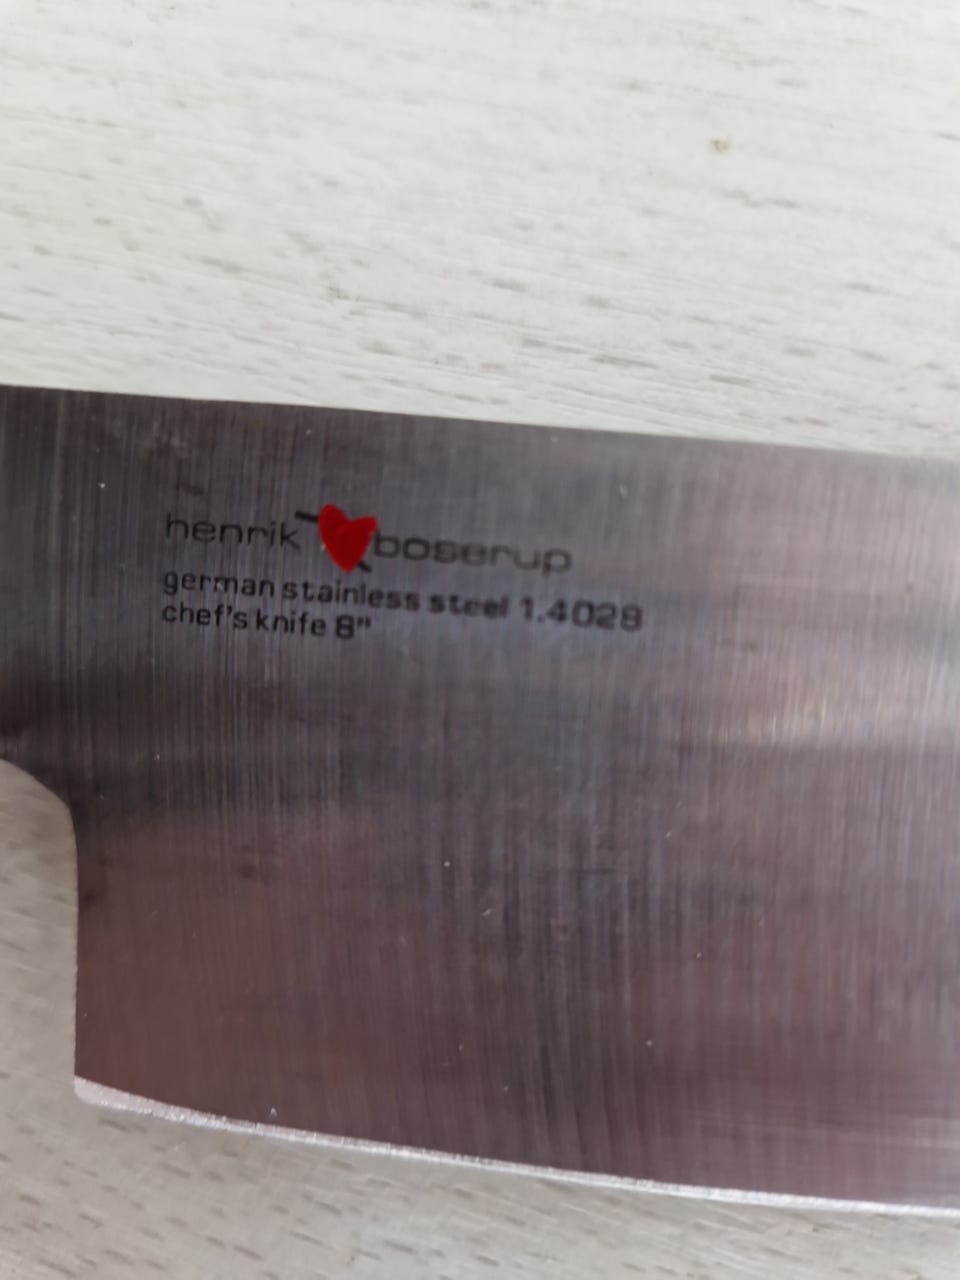 henrik boserup
german stainless steel 1.4028
chef's knife 8"